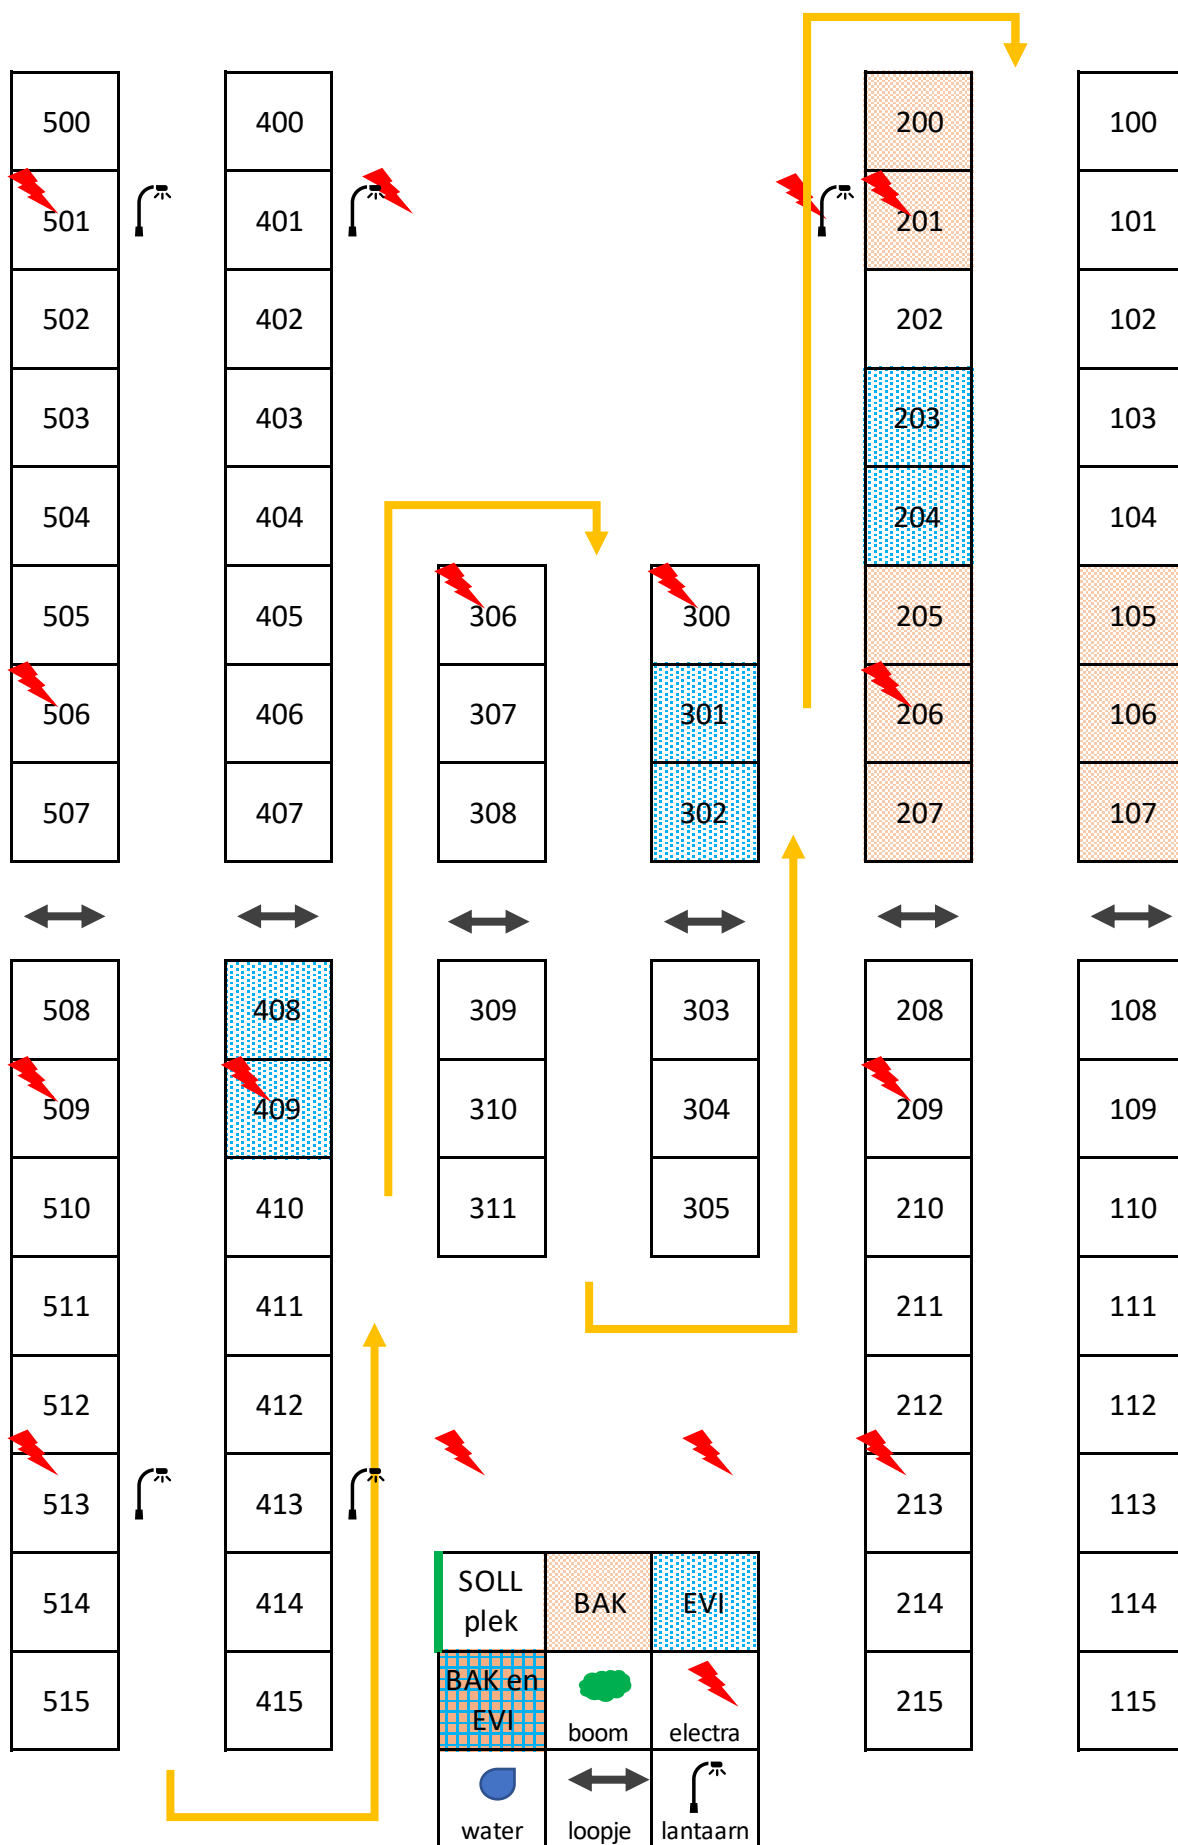 500 400 200 100
501 401 201 101
502 402 202 102
503 403 203 103
504 404 204 104
505 405 306 300 205 105
506 406 307 301 206 106
507 407 308 302 207 107
508 408 309 303 208 108
509 409 310 304 209 109
510 410 311 305 210 110
511 411 211 111
512 412 212 112
513 413 213 113
514 414 214 114
515 415 215 115
SOLL
plek
BAK
EVI
BAK en
EVI
boom
electra
water
loopje
lantaarn